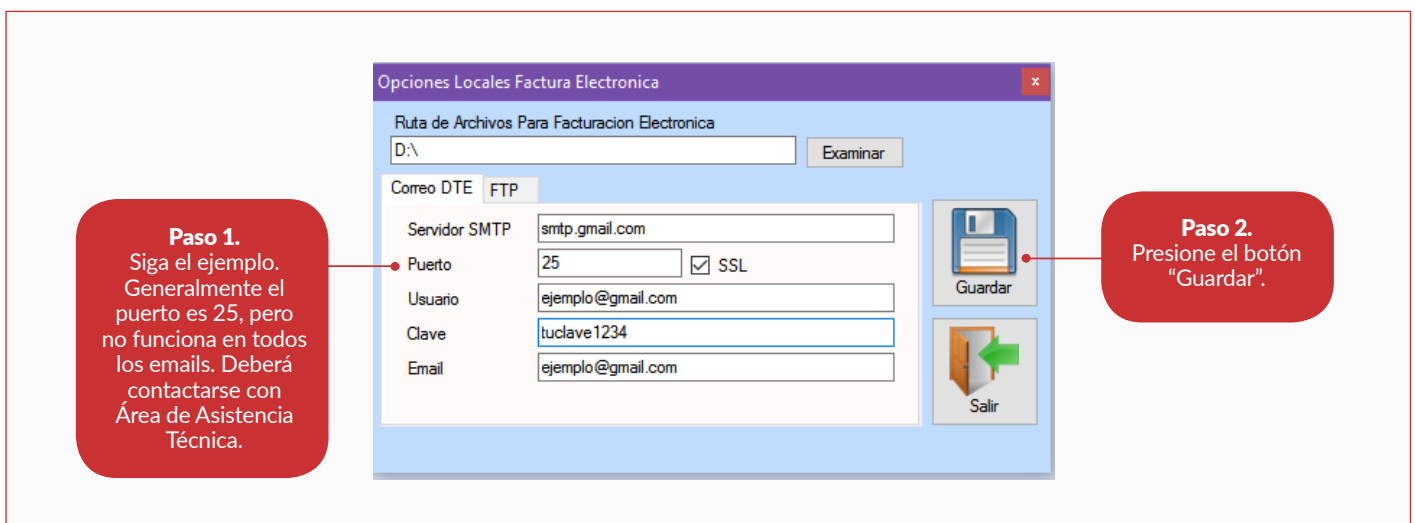 Opciones Locales Factura Electronica
x
Ruta de Archivos Para Facturacion Electronica
D:\
Examinar
Correo DTE
FTP
Servidor SMTP
smtp.gmail.com
Puerto
25
SSL
Usuario
ejemplo@gmail.com
Clave
tuclave1234
Email
ejemplo@gmail.com
Guardar
Salir
Paso 1.
Siga el ejemplo.
Generalmente el
puerto es 25, pero
no funciona en todos
los emails. Deberá
contactarse con
Área de Asistencia
Técnica.
Paso 2.
Presione el botón
“Guardar”.